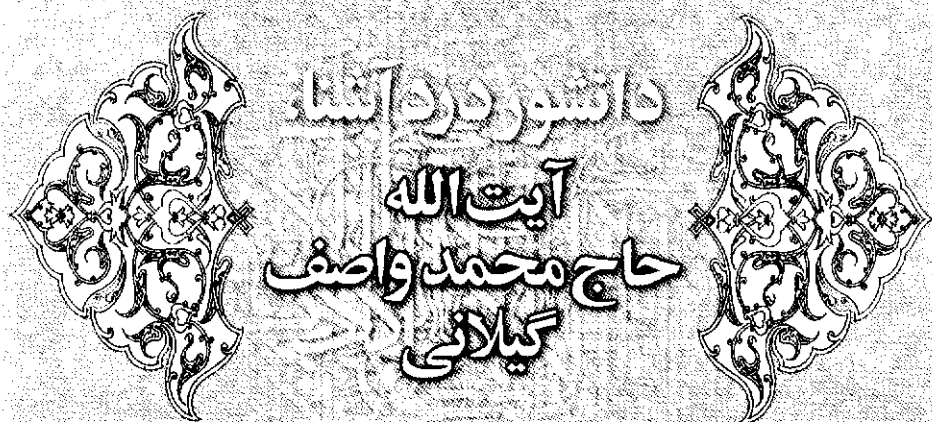 دانشور درد آشنا
آیت‌الله
حاج محمد واصف
گیلانی